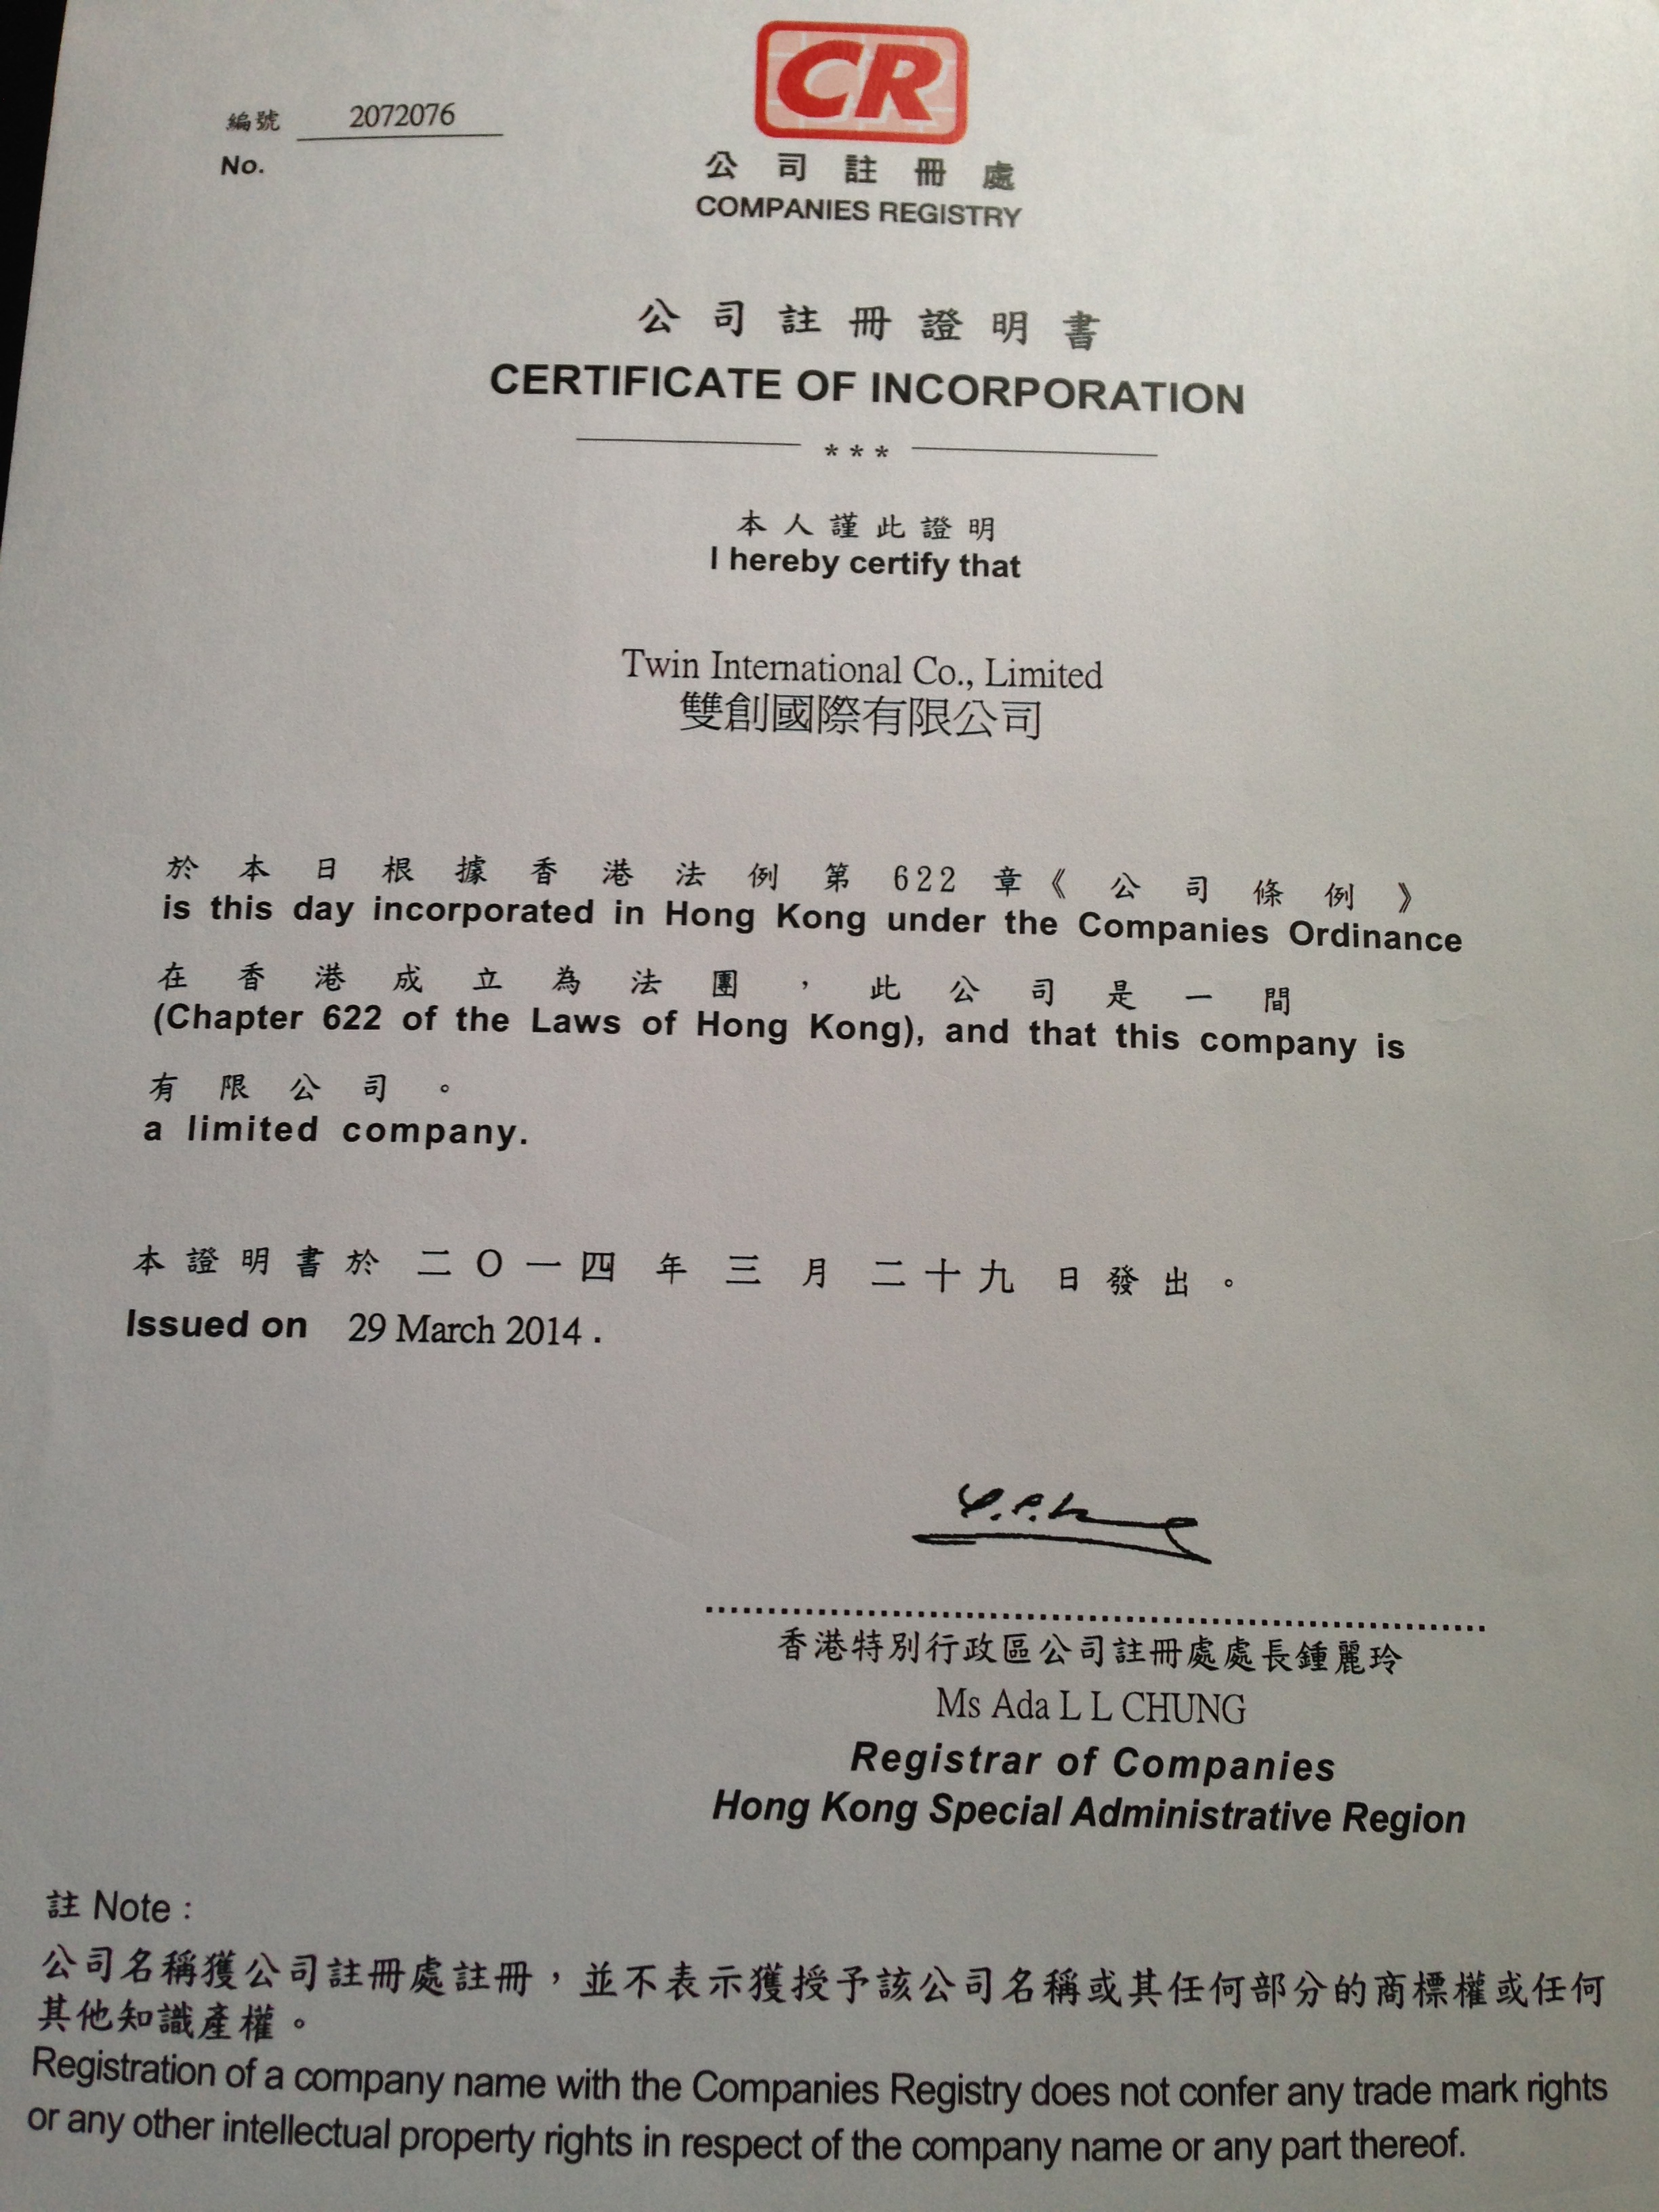 CR
編號 2072076
No.
公司註冊處
COMPANIES REGISTRY
公司註冊證明書
CERTIFICATE OF INCORPORATION
***
本人謹此證明
I hereby certify that
Twin International Co., Limited
雙創國際有限公司
於本日根據香港法例第622章《公司條例》
is this day incorporated in Hong Kong under the Companies Ordinance
在香港成立為法團，此公司是一間
(Chapter 622 of the Laws of Hong Kong), and that this company is
有限公司。
a limited company.
本證明書於二O一四年三月二十九日發出。
Issued on 29 March 2014 .
香港特別行政區公司註冊處處長鍾麗玲
Ms Ada L L CHUNG
Registrar of Companies
Hong Kong Special Administrative Region
註 Note :
公司名稱獲公司註冊處註冊，並不表示獲授予該公司名稱或其任何部分的商標權或任何
其他知識產權。
Registration of a company name with the Companies Registry does not confer any trade mark rights
or any other intellectual property rights in respect of the company name or any part thereof.